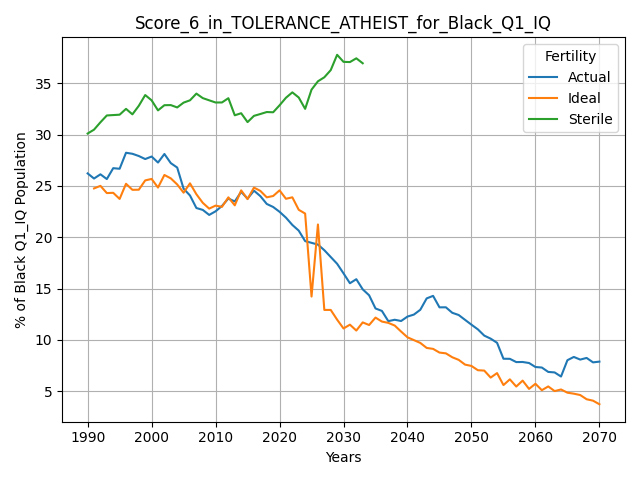 Score_6_in_TOLERANCE_ATHEIST_for_Black_Q1_IQ
Fertility
Actual
Ideal
Sterile
% of Black Q1_IQ Population
35
30
25
20
15
10
5
1990 2000 2010 2020 2030 2040 2050 2060 2070
Years